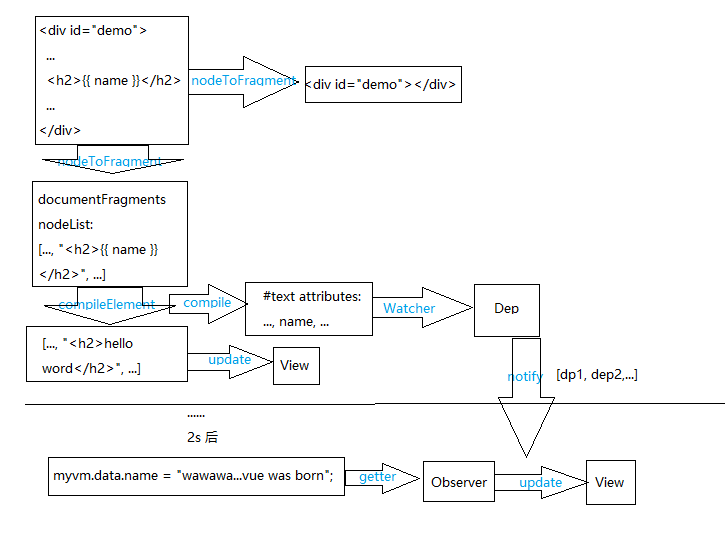 <div id="demo">
...
<h2>{{ name }}</h2>
...
</div>
nodeToFragment
<div id="demo"></div>
nodeToFragment
documentFragments
nodeList:
[..., "<h2>{{ name }}
</h2>", ...]
compileElement
compile
#text attributes:
..., name, ...
Watcher
Dep
[..., "<h2>hello
word</h2>", ...]
update
View
notify
[dp1, dep2,...]
......
2s 后
myvm.data.name = "wawawa...vue was born";
getter
Observer
update
View